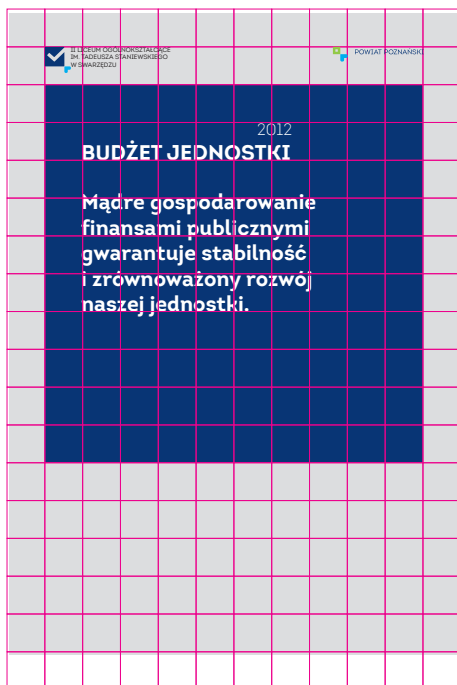 II LICEUM OGÓLNOKSZTAŁCĄCE
IM. TADEUSZA STANIEWSKIEGO
W SWARZĘDZU
POWIAT POZNAŃSKI
2012
BUDŻET JEDNOSTKI
Mądre gospodarowanie
finansami publicznymi
gwarantuje stabilność
i zrównoważony rozwój
naszej jednostki.